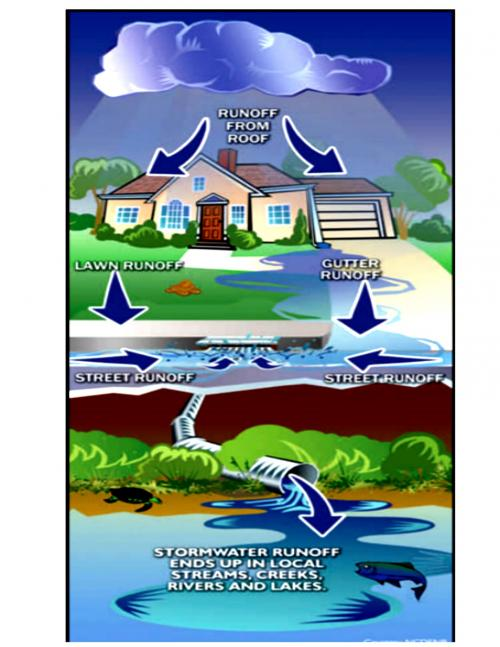 RUNOFF
FROM
ROOF
LAWN RUNOFF
GUTTER
RUNOFF
STREET RUNOFF
STREET RUNOFF
STORMWATER RUNOFF
ENDS UP IN LOCAL
STREAMS, CREEKS,
RIVERS AND LAKES.